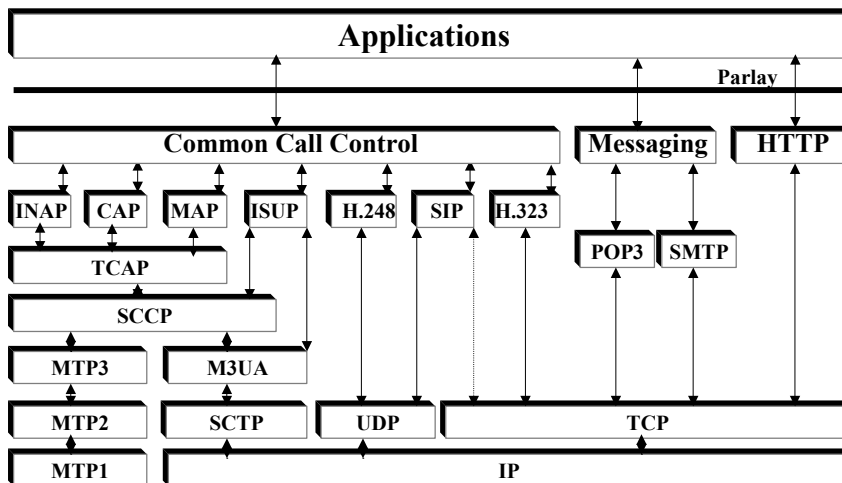 Applications
Parlay
Common Call Control
Messaging
HTTP
INAP
CAP
MAP
ISUP
H.248
SIP
H.323
TCAP
POP3
SMTP
SCCP
MTP3
M3UA
MTP2
SCTP
UDP
TCP
MTP1
IP